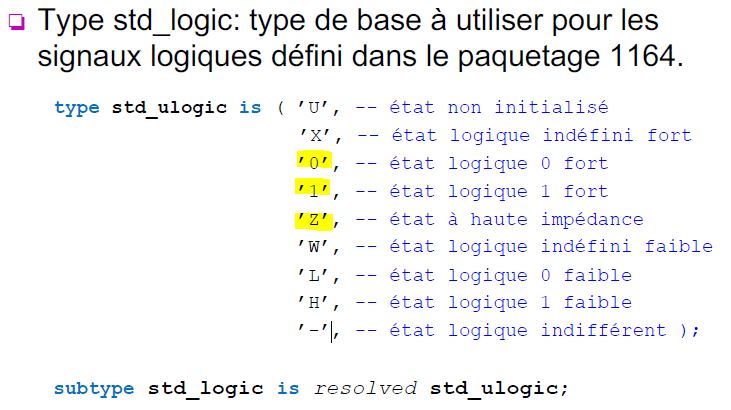 Type std_logic: type de base à utiliser pour les
signaux logiques défini dans le paquetage 1164.
type std_ulogic is ( ’U’, -- état non initialisé
’X’, -- état logique indéfini fort
’0’, -- état logique 0 fort
’1’, -- état logique 1 fort
’Z’, -- état à haute impédance
’W’, -- état logique indéfini faible
’L’, -- état logique 0 faible
’H’, -- état logique 1 faible
’-’, -- état logique indifférent );
subtype std_logic is resolved std_ulogic;